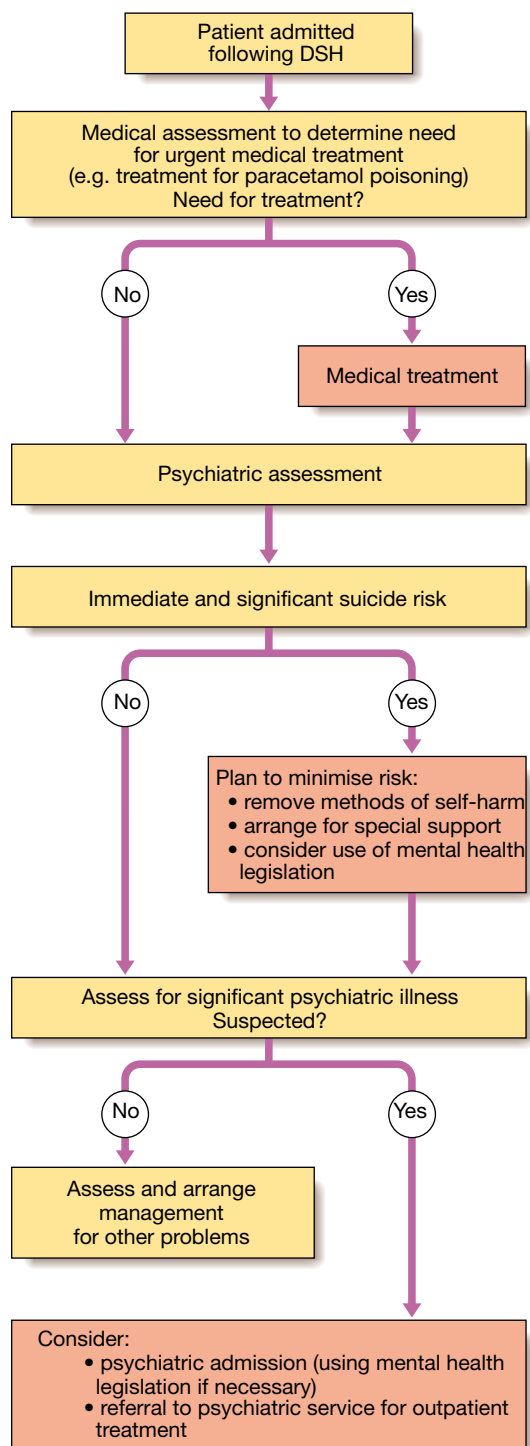 Patient admitted
following DSH
Medical assessment to determine need
for urgent medical treatment
(e.g. treatment for paracetamol poisoning)
Need for treatment?
No
Yes
Medical treatment
Psychiatric assessment
Immediate and significant suicide risk
No
Yes
Plan to minimise risk:
• remove methods of self-harm
• arrange for special support
• consider use of mental health
legislation
Assess for significant psychiatric illness
Suspected?
No
Yes
Assess and arrange
management
for other problems
Consider:
• psychiatric admission (using mental health
legislation if necessary)
• referral to psychiatric service for outpatient
treatment